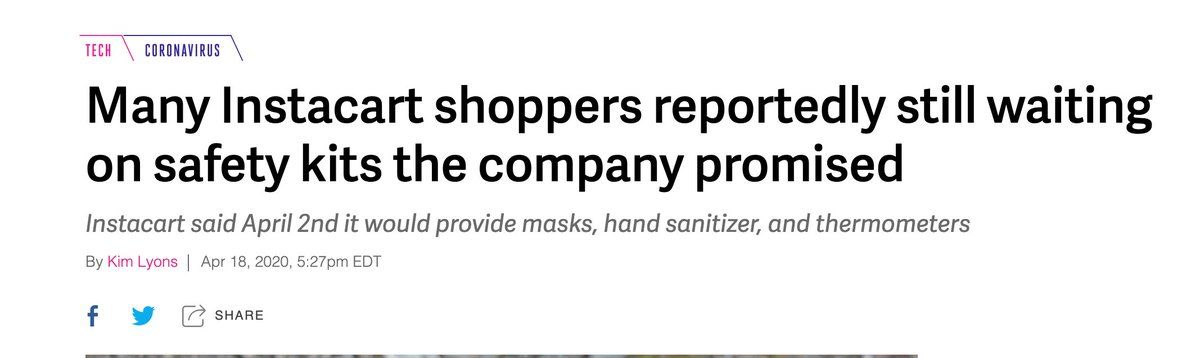 TECH CORONAVIRUS
Many Instacart shoppers reportedly still waiting
on safety kits the company promised
Instacart said April 2nd it would provide masks, hand sanitizer, and thermometers
By Kim Lyons | Apr 18, 2020, 5:27pm EDT
SHARE